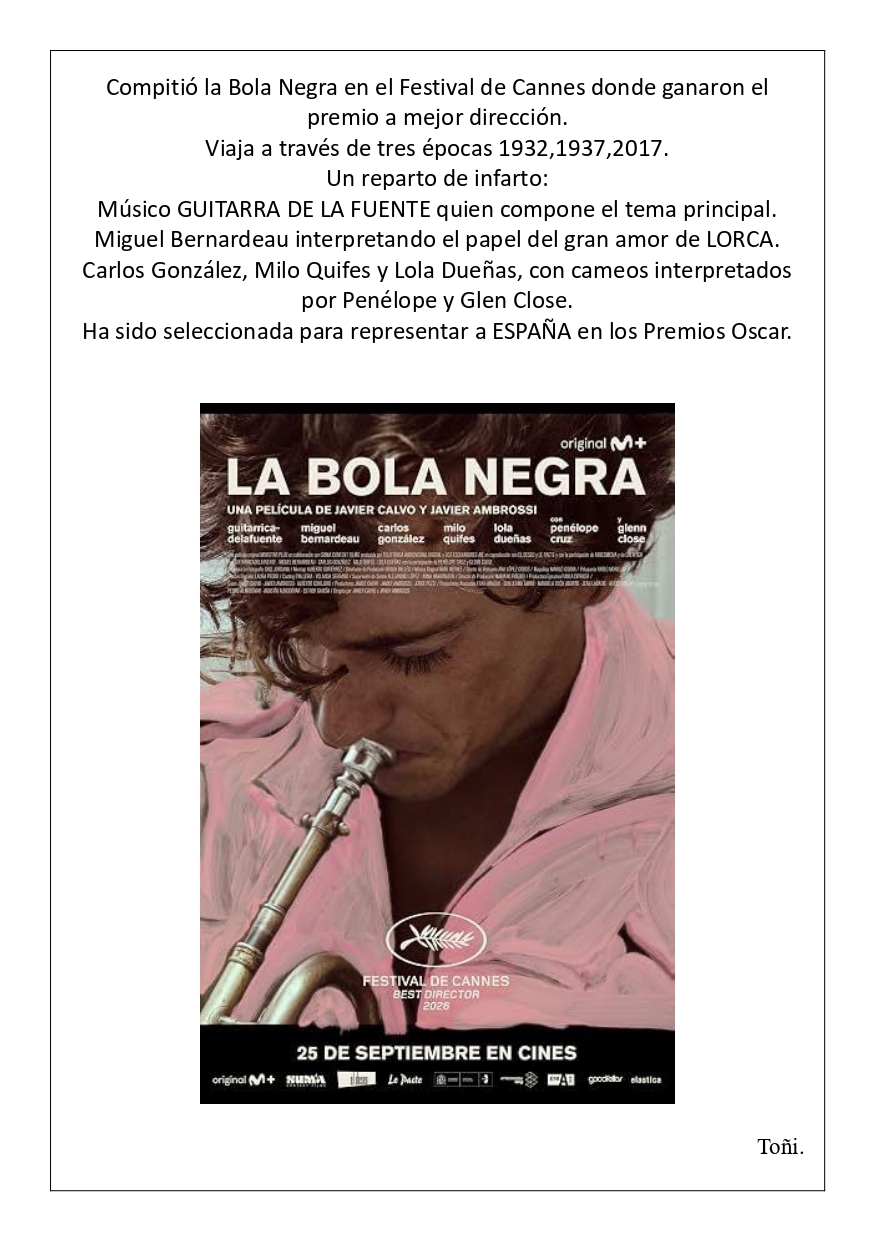 Compitió la Bola Negra en el Festival de Cannes donde ganaron el
premio a mejor dirección.
Viaja a través de tres épocas 1932,1937,2017.
Un reparto de infarto:
Músico GUITARRA DE LA FUENTE quien compone el tema principal.
Miguel Bernardeau interpretando el papel del gran amor de LORCA.
Carlos González, Milo Quifes y Lola Dueñas, con cameos interpretados
por Penélope y Glen Close.
Ha sido seleccionada para representar a ESPAÑA en los Premios Oscar.
original M+
LA BOLA NEGRA
UNA PELÍCULA DE JAVIER CALVO Y JAVIER AMBROSSI
con y
guitarrica- miguel carlos milo lola penélope glenn
delafuente bernardeau gonzález quifes dueñas cruz close
FESTIVAL DE CANNES
BEST DIRECTOR
2026
25 DE SEPTIEMBRE EN CINES
original M+ SUMA Le Pacte goodfellas elastica
Toñi.